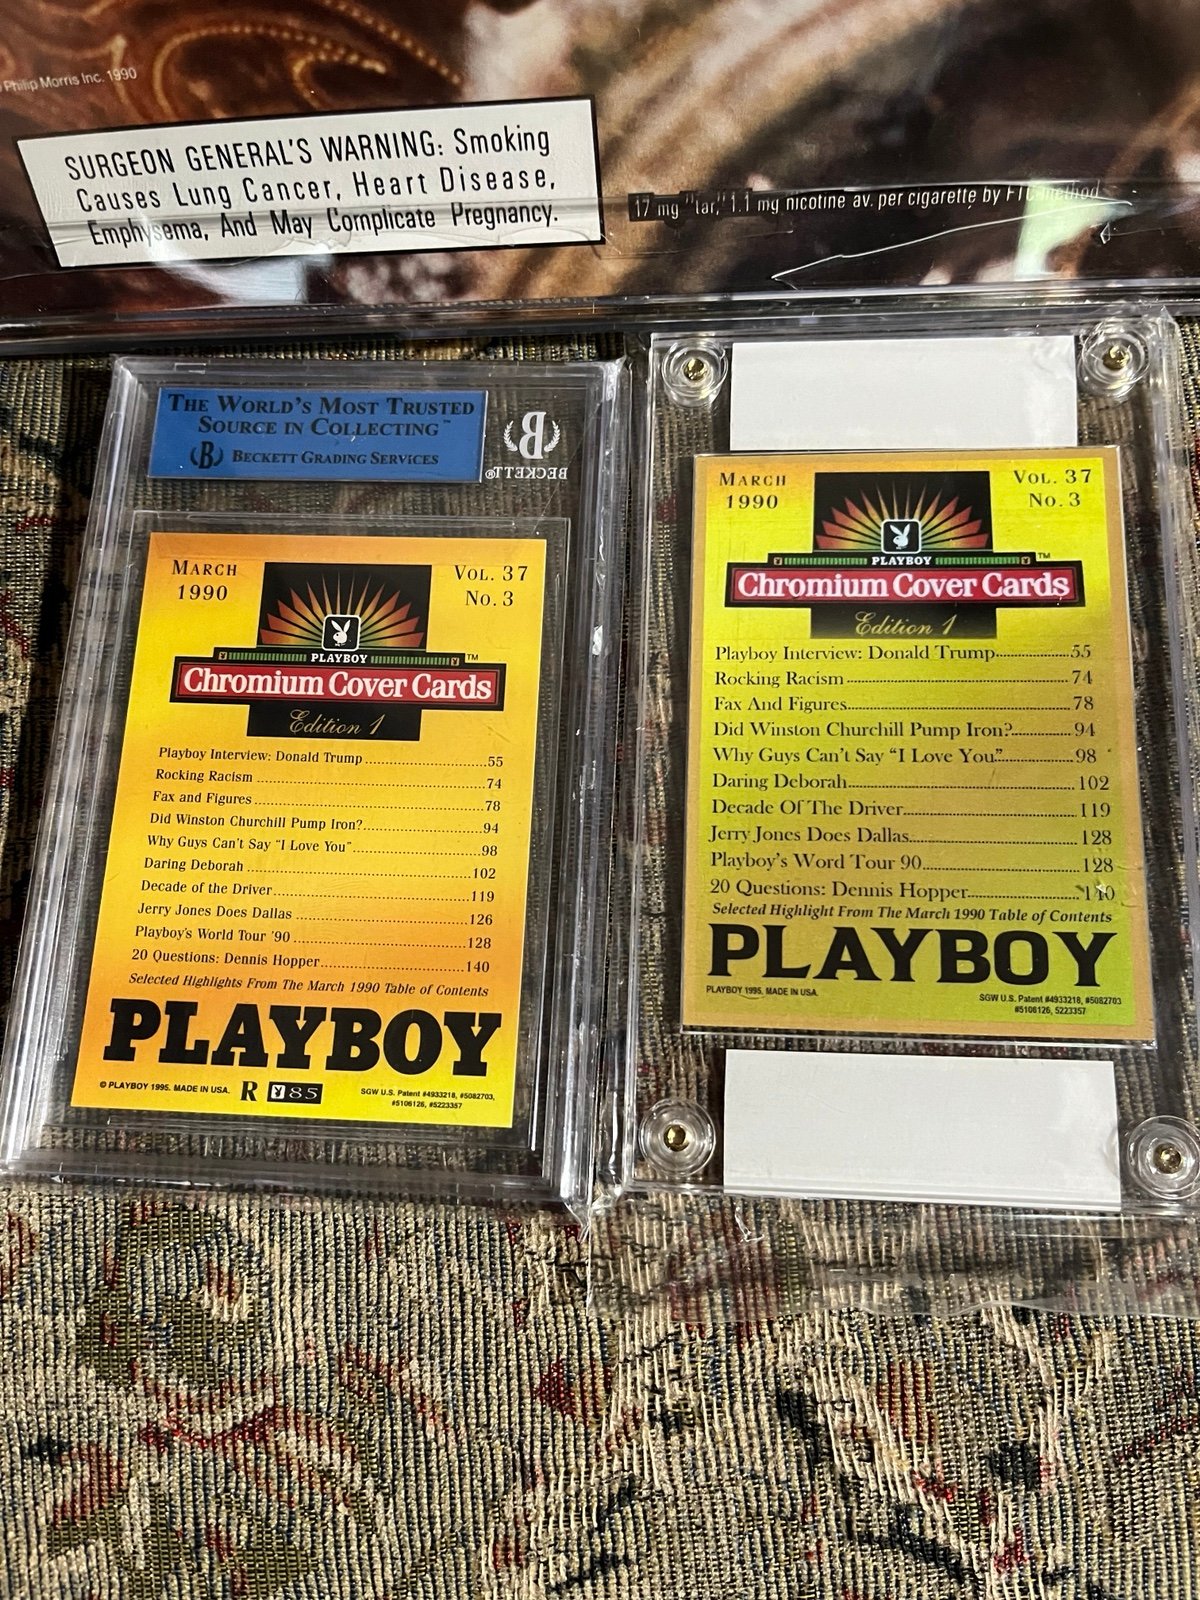 Philip Morris Inc. 1990
SURGEON GENERAL'S WARNING: Smoking
Causes Lung Cancer, Heart Disease,
Emphysema, And May Complicate Pregnancy.
17 mg "tar," 1.1 mg nicotine av. per cigarette by FTC method
THE WORLD'S MOST TRUSTED
SOURCE IN COLLECTING™
B BECKETT GRADING SERVICES
B
BECKETT®
MARCH
1990
VOL. 37
NO. 3
PLAYBOY ™
Chromium Cover Cards
Edition 1
Playboy Interview: Donald Trump 55
Rocking Racism 74
Fax and Figures 78
Did Winston Churchill Pump Iron? 94
Why Guys Can't Say "I Love You" 98
Daring Deborah 102
Decade of the Driver 119
Jerry Jones Does Dallas 126
Playboy's World Tour '90 128
20 Questions: Dennis Hopper 140
Selected Highlights From The March 1990 Table of Contents
PLAYBOY
© PLAYBOY 1995. MADE IN USA. R 85
SGW U.S. Patent #4933218, #5082703,
#5106126, #5223357
MARCH
1990
VOL. 37
NO. 3
PLAYBOY ™
Chromium Cover Cards
Edition 1
Playboy Interview: Donald Trump 55
Rocking Racism 74
Fax And Figures 78
Did Winston Churchill Pump Iron? 94
Why Guys Can't Say "I Love You" 98
Daring Deborah 102
Decade Of The Driver 119
Jerry Jones Does Dallas 128
Playboy's Word Tour 90 128
20 Questions: Dennis Hopper 140
Selected Highlight From The March 1990 Table of Contents
PLAYBOY
PLAYBOY 1995. MADE IN USA.
SGW U.S. Patent #4933218, #5082703
#5106126, 5223357